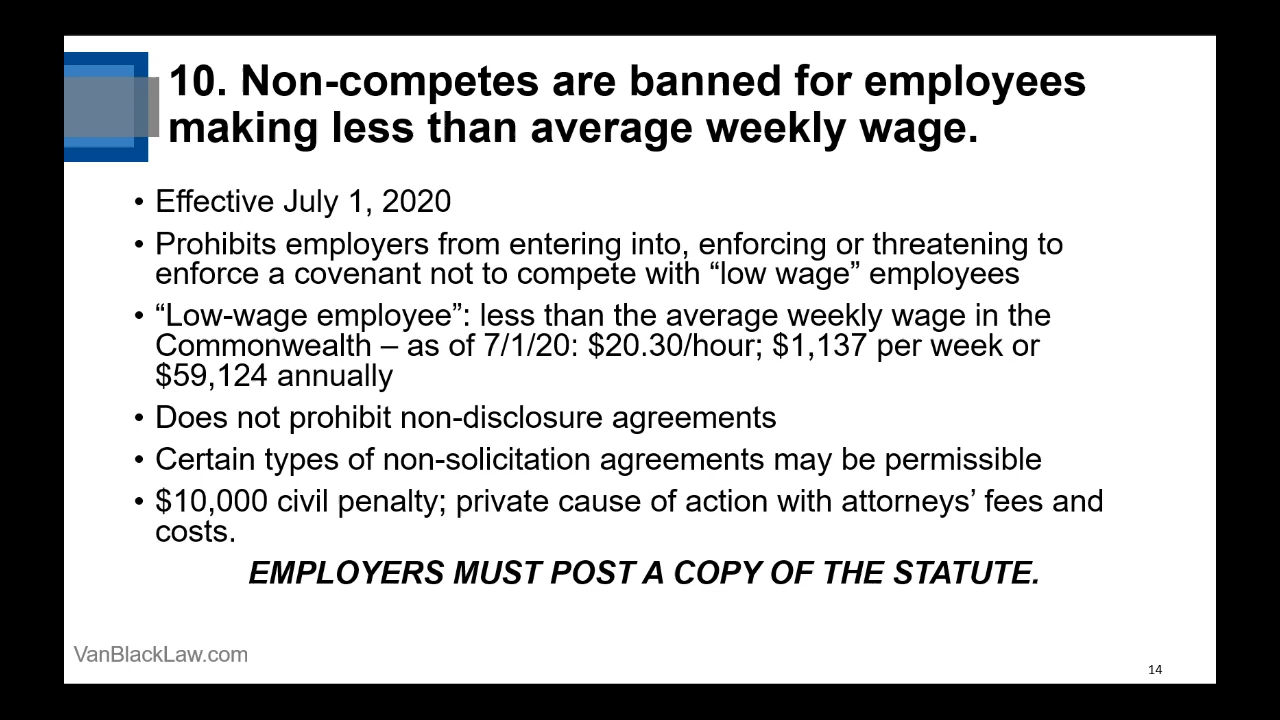 10. Non-competes are banned for employees
making less than average weekly wage.
• Effective July 1, 2020
• Prohibits employers from entering into, enforcing or threatening to
enforce a covenant not to compete with “low wage” employees
• “Low-wage employee”: less than the average weekly wage in the
Commonwealth – as of 7/1/20: $20.30/hour; $1,137 per week or
$59,124 annually
• Does not prohibit non-disclosure agreements
• Certain types of non-solicitation agreements may be permissible
• $10,000 civil penalty; private cause of action with attorneys’ fees and
costs.
EMPLOYERS MUST POST A COPY OF THE STATUTE.
VanBlackLaw.com
14